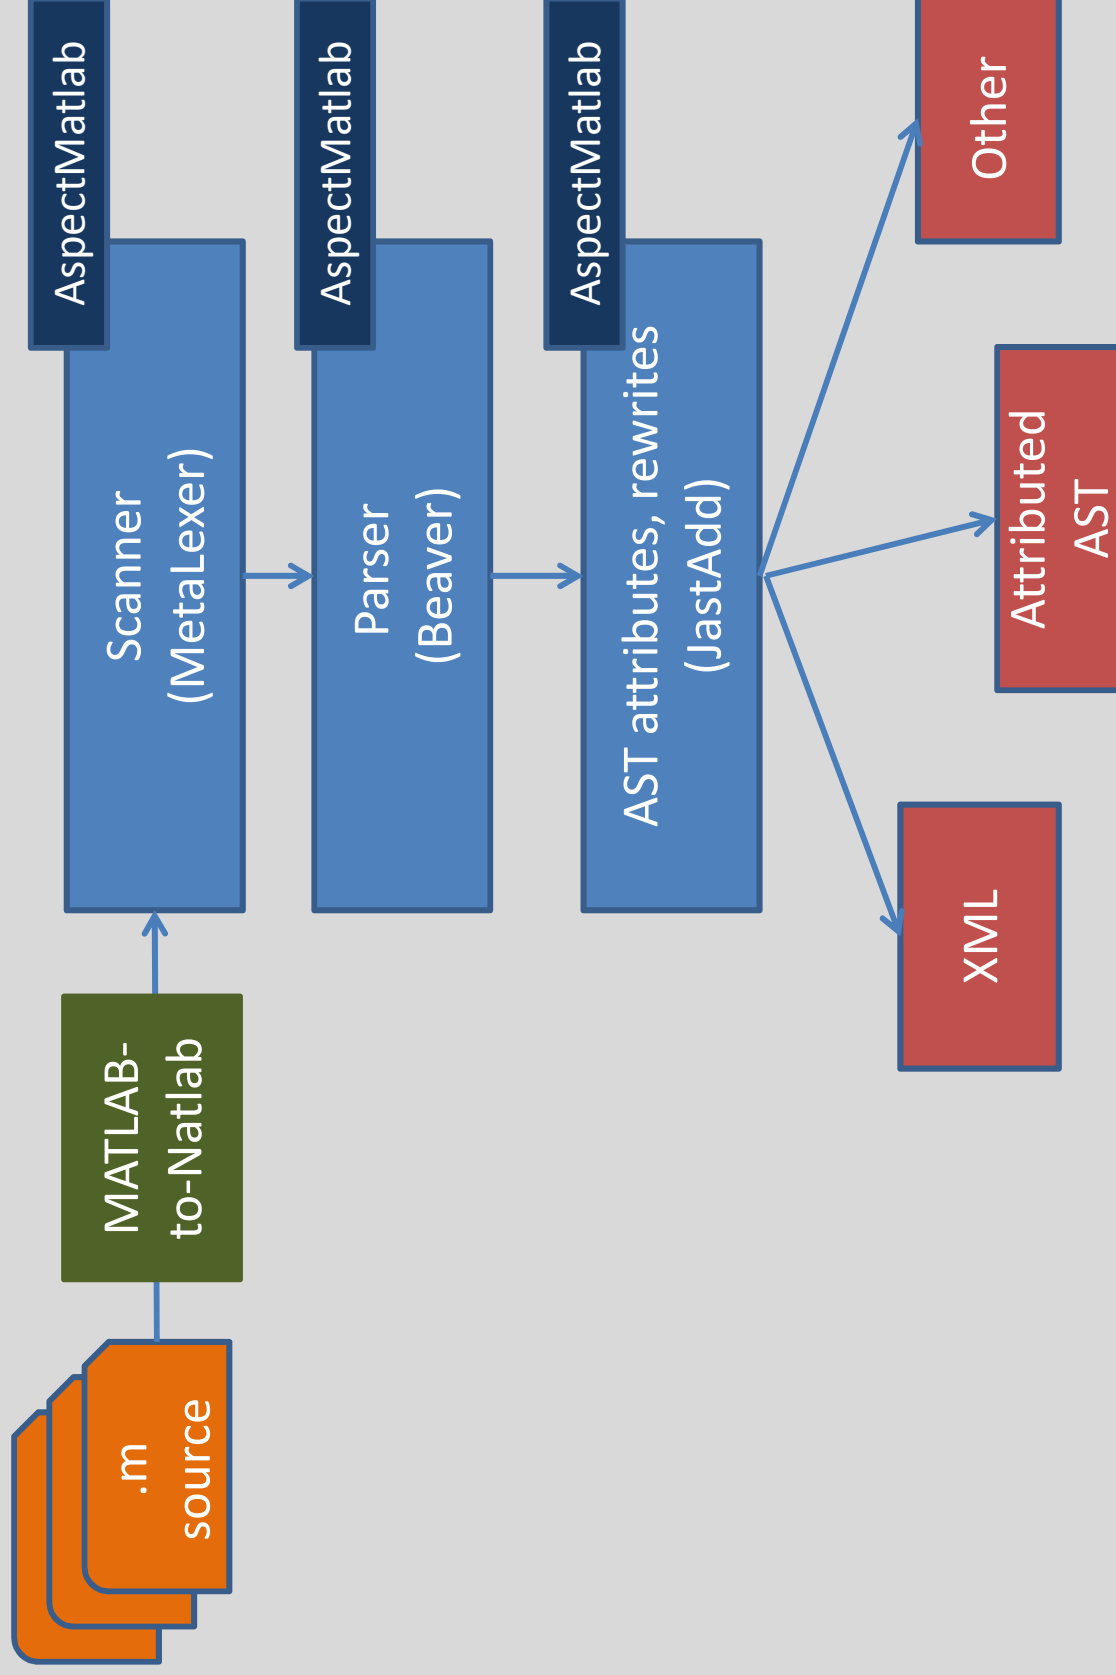 .m
source
MATLAB-
to-Natlab
Scanner
(MetaLexer)
AspectMatlab
Parser
(Beaver)
AspectMatlab
AST attributes, rewrites
(JastAdd)
AspectMatlab
XML
Attributed
AST
Other